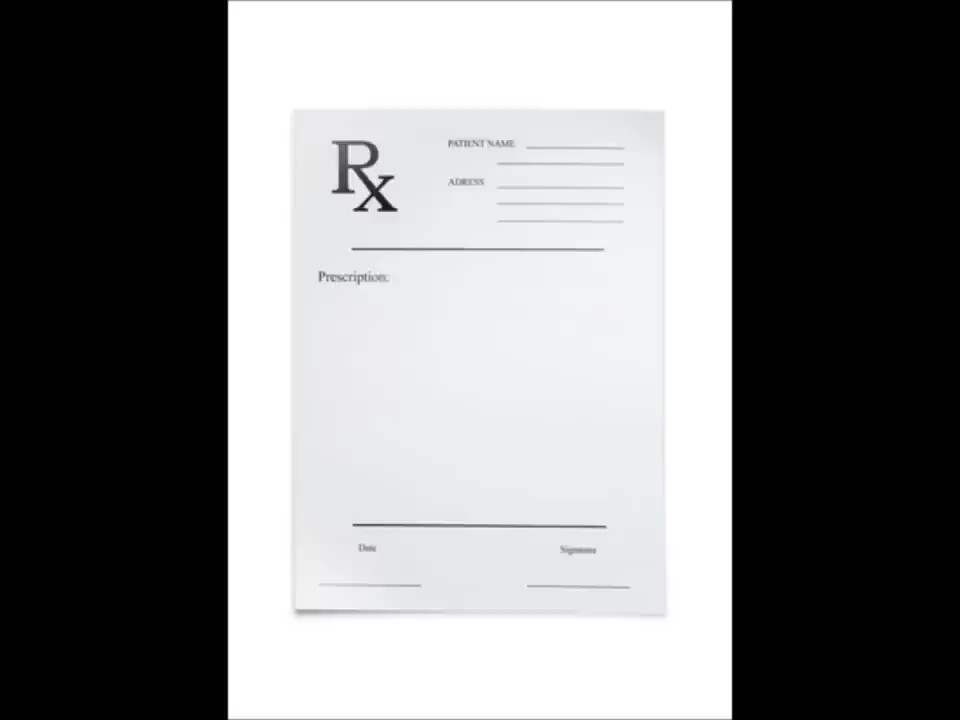 Rx
PATIENT NAME
ADRESS
Prescription:
Date
Signature